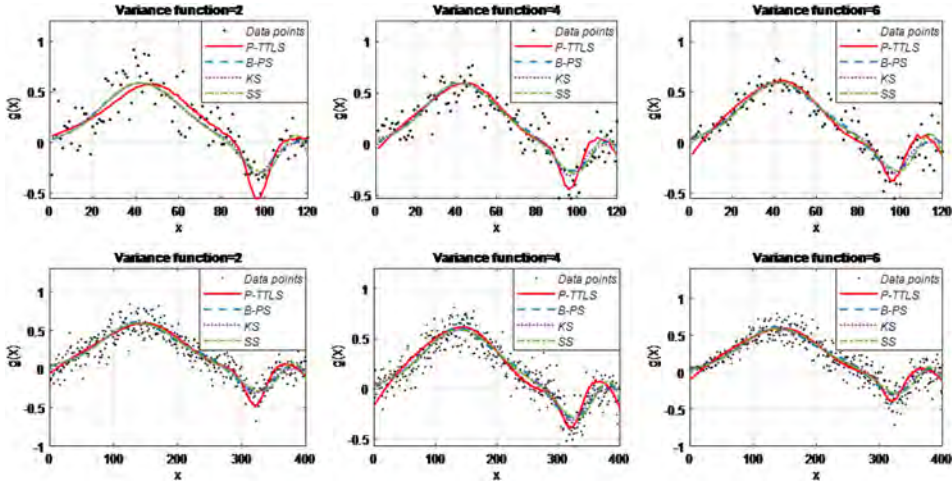 Variance function=2
1
0.5
0
-0.5
0 20 40 60 80 100 120
g(X)
x
Data points
P-TTLS
B-PS
KS
SS
Variance function=4
1
0.5
0
-0.5
0 20 40 60 80 100 120
g(X)
x
Data points
P-TTLS
B-PS
KS
SS
Variance function=6
1
0.5
0
-0.5
0 20 40 60 80 100 120
g(X)
x
Data points
P-TTLS
B-PS
KS
SS
Variance function=2
1
0.5
0
-0.5
-1
0 100 200 300 400
g(X)
x
Data points
P-TTLS
B-PS
KS
SS
Variance function=4
1
0.5
0
-0.5
0 100 200 300 400
g(X)
x
Data points
P-TTLS
B-PS
KS
SS
Variance function=6
1
0.5
0
-0.5
-1
0 100 200 300 400
g(X)
x
Data points
P-TTLS
B-PS
KS
SS